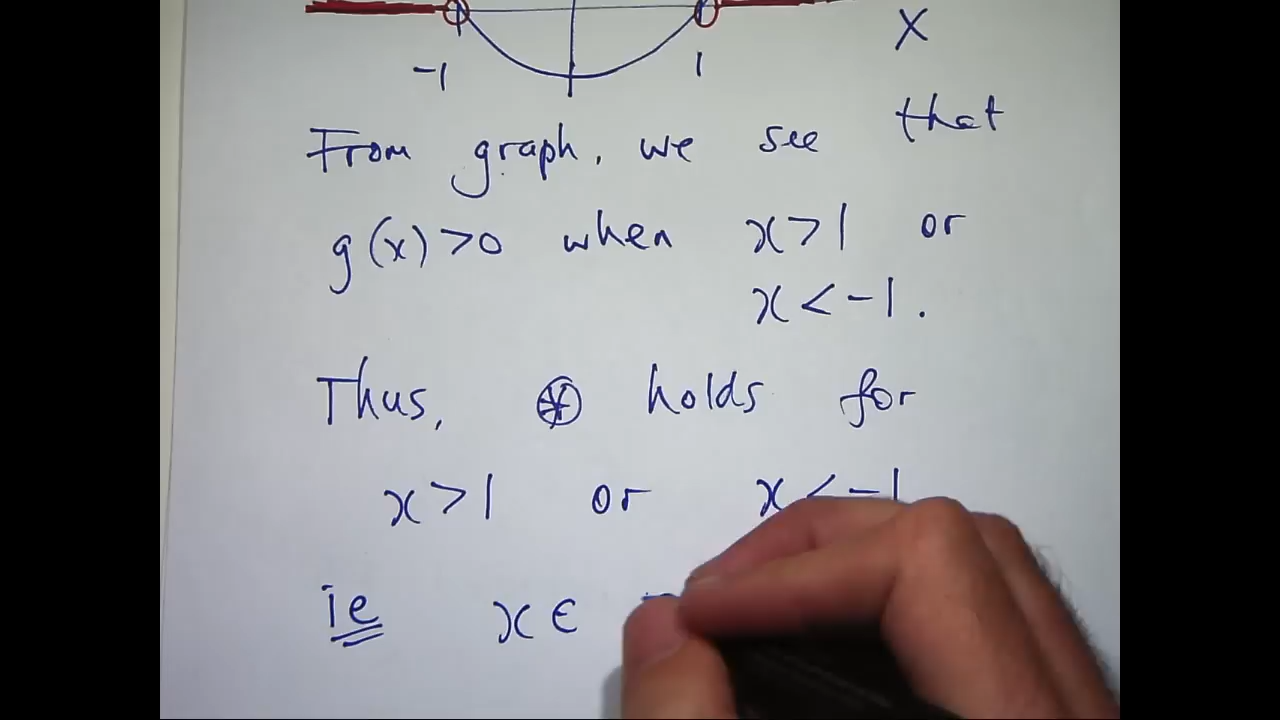 -1 1 X
From graph, we see that
g(x) > 0 when x > 1 or
x < -1.
Thus, ⊛ holds for
x > 1 or x < -1
ie x ∈